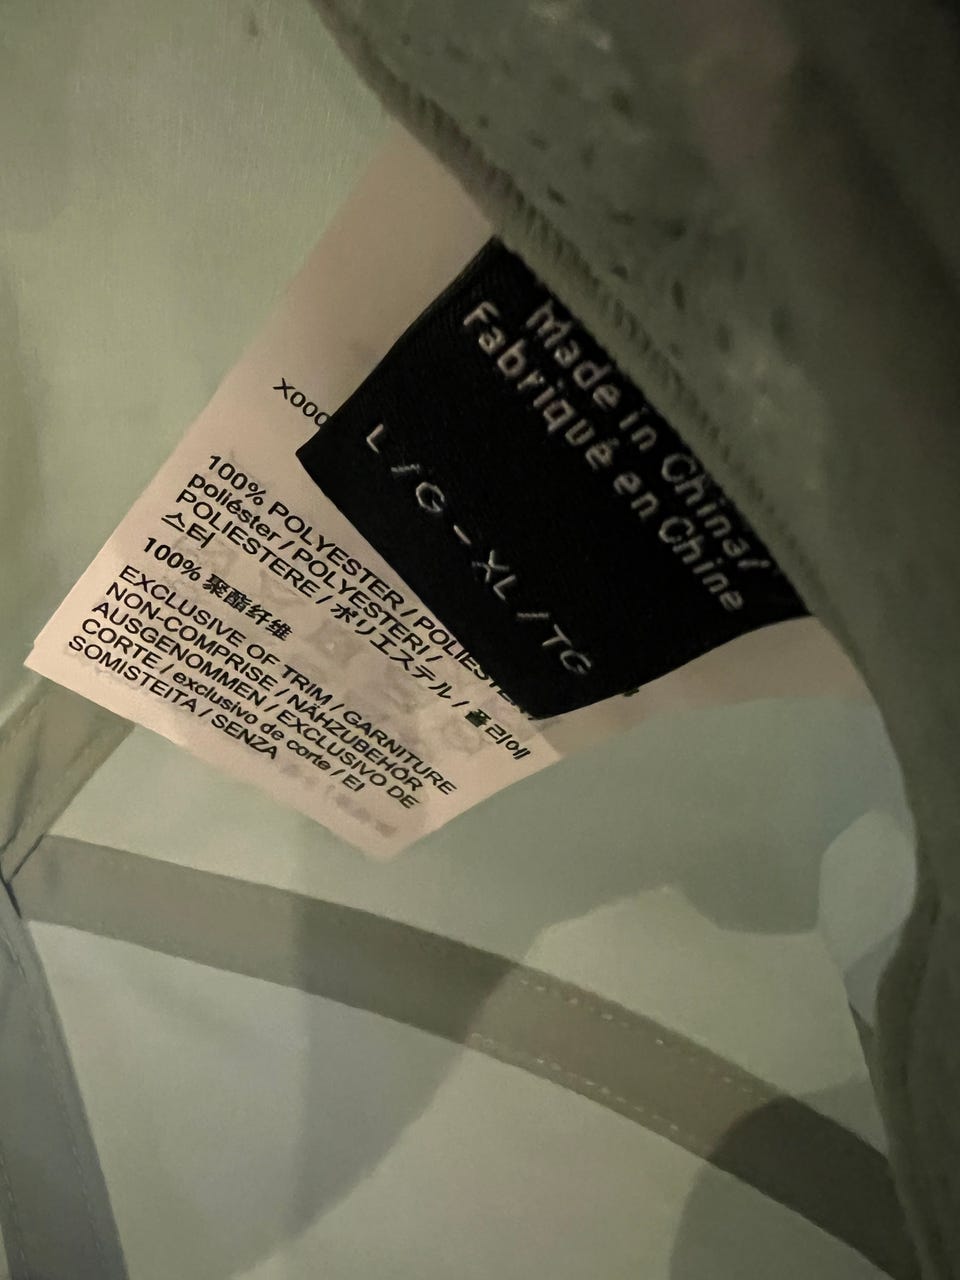 Made in China/
Fabriqué en Chine
L/G - XL/TG
X000
100% POLYESTER / POLIESTER /
poliéster / POLYESTERI /
POLIESTERE / ポリエステル / 폴리에
스터
100% 聚酯纤维
EXCLUSIVE OF TRIM / GARNITURE
NON-COMPRISE / NÄHZUBEHÖR
AUSGENOMMEN / EXCLUSIVO DE
CORTE / exclusivo de corte / EI
SOMISTEITA / SENZA